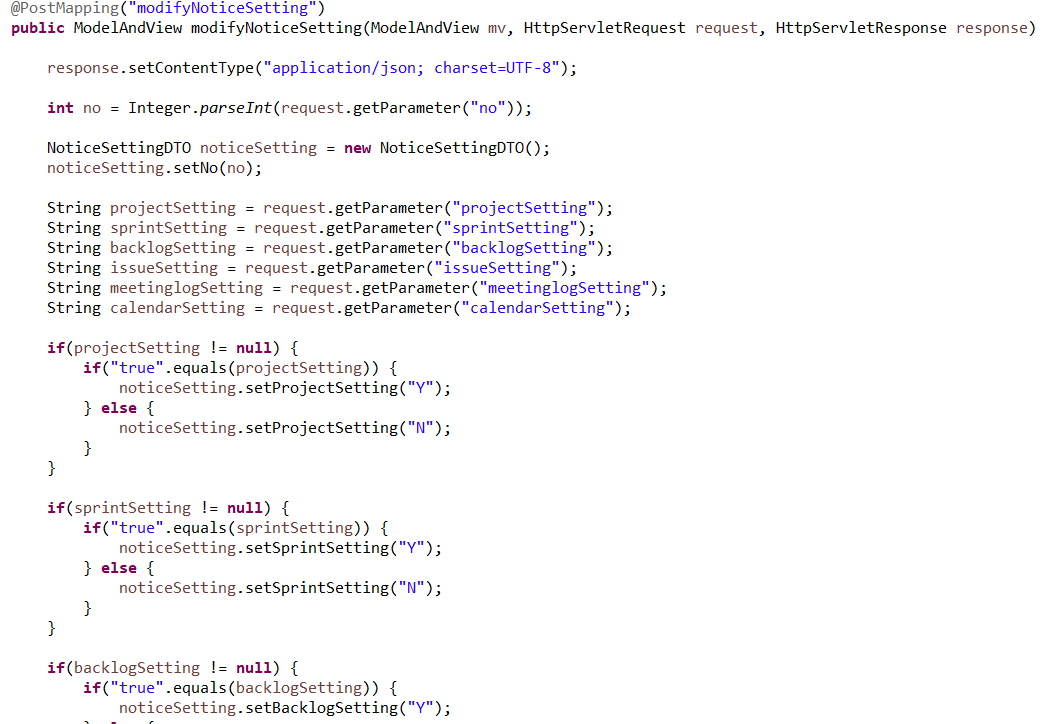 @PostMapping("modifyNoticeSetting")
public ModelAndView modifyNoticeSetting(ModelAndView mv, HttpServletRequest request, HttpServletResponse response)
response.setContentType("application/json; charset=UTF-8");
int no = Integer.parseInt(request.getParameter("no"));
NoticeSettingDTO noticeSetting = new NoticeSettingDTO();
noticeSetting.setNo(no);
String projectSetting = request.getParameter("projectSetting");
String sprintSetting = request.getParameter("sprintSetting");
String backlogSetting = request.getParameter("backlogSetting");
String issueSetting = request.getParameter("issueSetting");
String meetinglogSetting = request.getParameter("meetinglogSetting");
String calendarSetting = request.getParameter("calendarSetting");
if(projectSetting != null) {
if("true".equals(projectSetting)) {
noticeSetting.setProjectSetting("Y");
} else {
noticeSetting.setProjectSetting("N");
}
}
if(sprintSetting != null) {
if("true".equals(sprintSetting)) {
noticeSetting.setSprintSetting("Y");
} else {
noticeSetting.setSprintSetting("N");
}
}
if(backlogSetting != null) {
if("true".equals(backlogSetting)) {
noticeSetting.setBacklogSetting("Y");